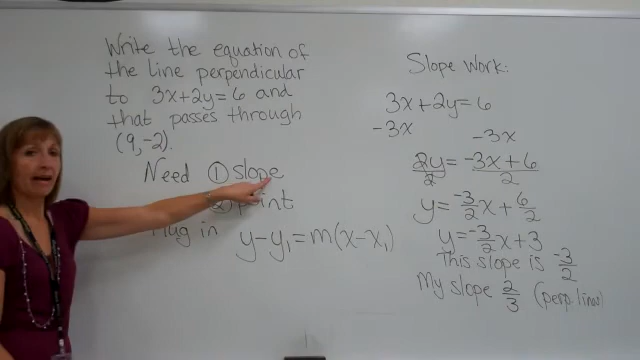 Write the equation of
the line perpendicular
to 3x+2y=6 and
that passes through
(9,-2).
Need ① slope
② point
Plug in y-y₁=m(x-x₁)
Slope Work:
3x+2y=6
-3x -3x
2y/2 = -3x+6/2
y=-3/2x+6/2
y=-3/2x+3
this slope is -3/2
My slope 2/3 (perp. lines)